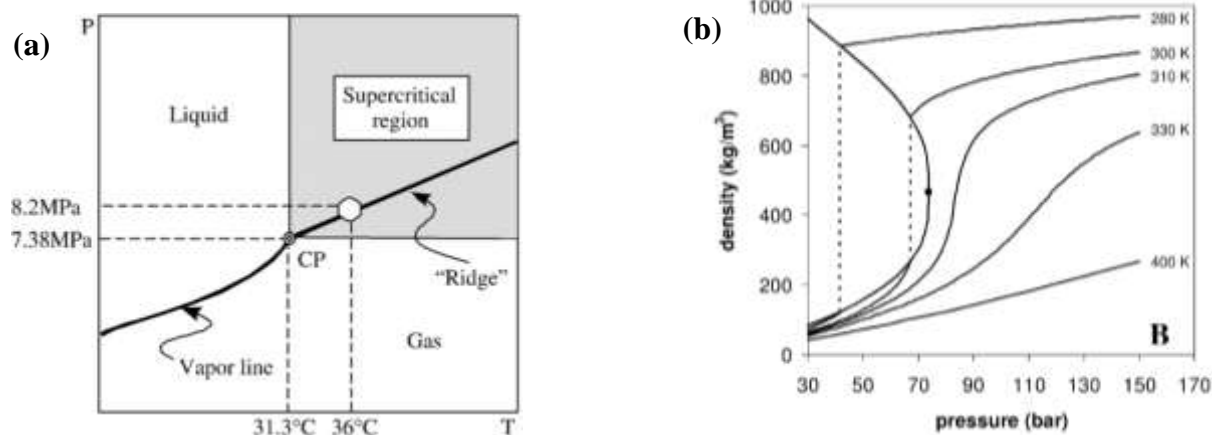 (a)
P
Liquid
Supercritical
region
8.2MPa
7.38MPa
CP
"Ridge"
Vapor line
Gas
31.3°C
36°C
T
(b)
density (kg/m³)
1000
800
600
400
200
0
280 K
300 K
310 K
330 K
400 K
B
30
50
70
90
110
130
150
170
pressure (bar)